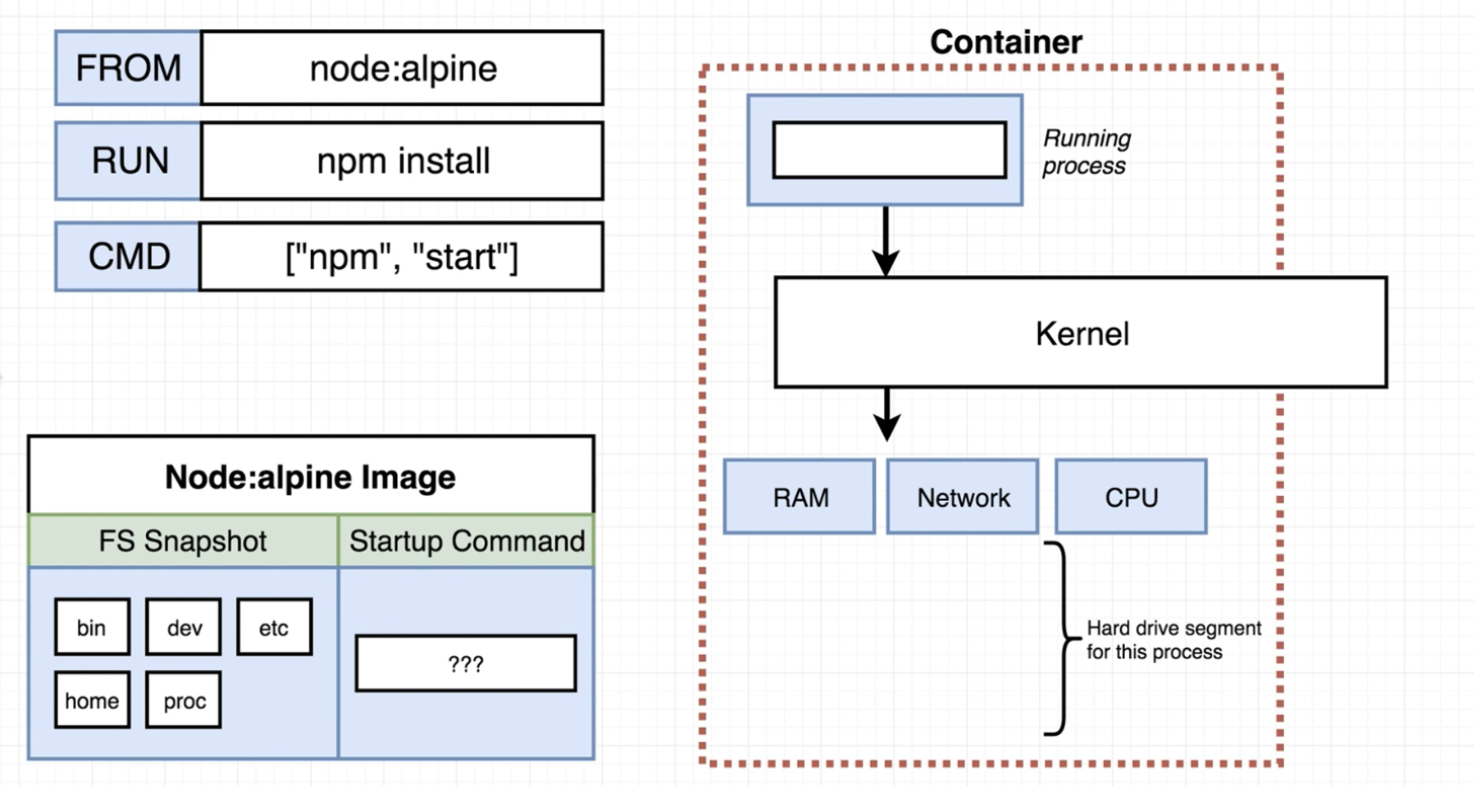 FROM node:alpine
RUN npm install
CMD ["npm", "start"]
Node:alpine Image
FS Snapshot Startup Command
bin dev etc
???
home proc
Container
Running
process
Kernel
RAM Network CPU
Hard drive segment
for this process